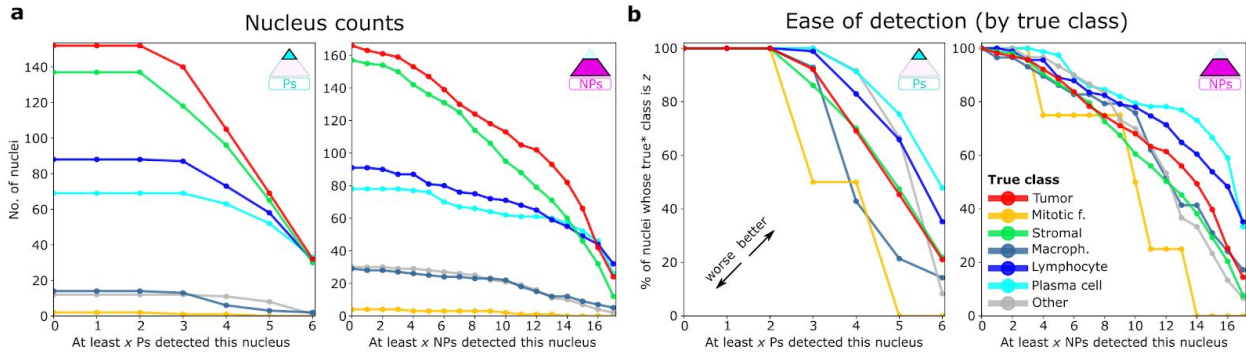 a
Nucleus counts
b
Ease of detection (by true class)
No. of nuclei
140
120
100
80
60
40
20
0
0 1 2 3 4 5 6
At least x Ps detected this nucleus
Ps
160
140
120
100
80
60
40
20
0
0 2 4 6 8 10 12 14 16
At least x NPs detected this nucleus
NPs
% of nuclei whose true* class is z
100
80
60
40
20
0
0 1 2 3 4 5 6
At least x Ps detected this nucleus
Ps
worse better
100
80
60
40
20
0
0 2 4 6 8 10 12 14 16
At least x NPs detected this nucleus
NPs
True class
Tumor
Mitotic f.
Stromal
Macroph.
Lymphocyte
Plasma cell
Other